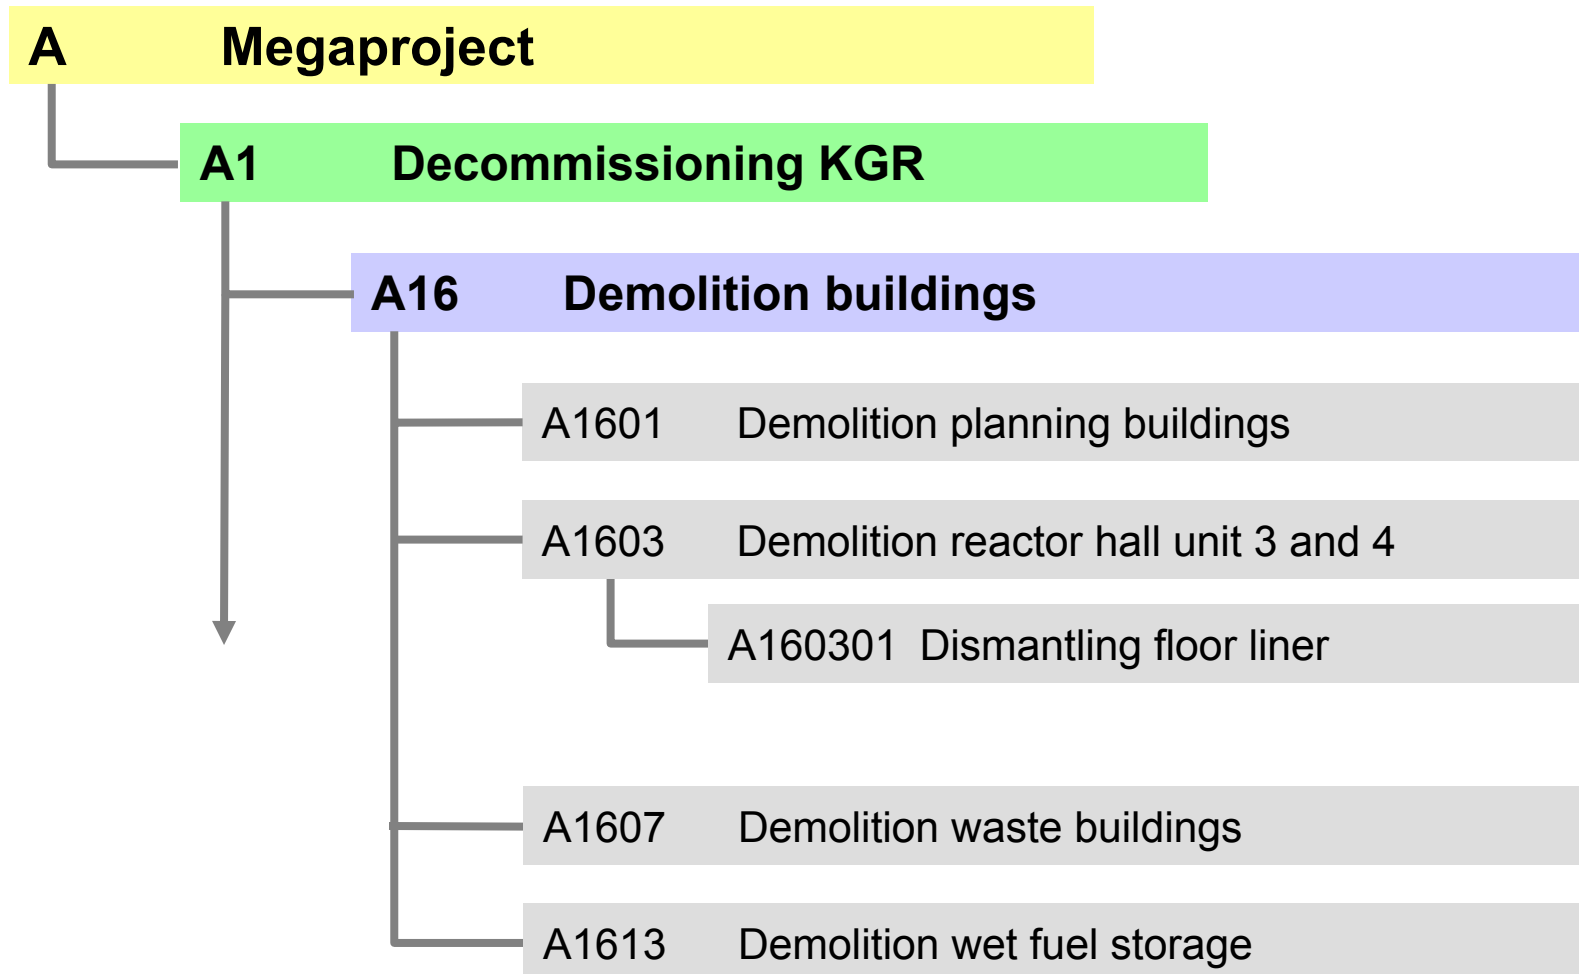 A Megaproject
A1 Decommissioning KGR
A16 Demolition buildings
A1601 Demolition planning buildings
A1603 Demolition reactor hall unit 3 and 4
A160301 Dismantling floor liner
A1607 Demolition waste buildings
A1613 Demolition wet fuel storage